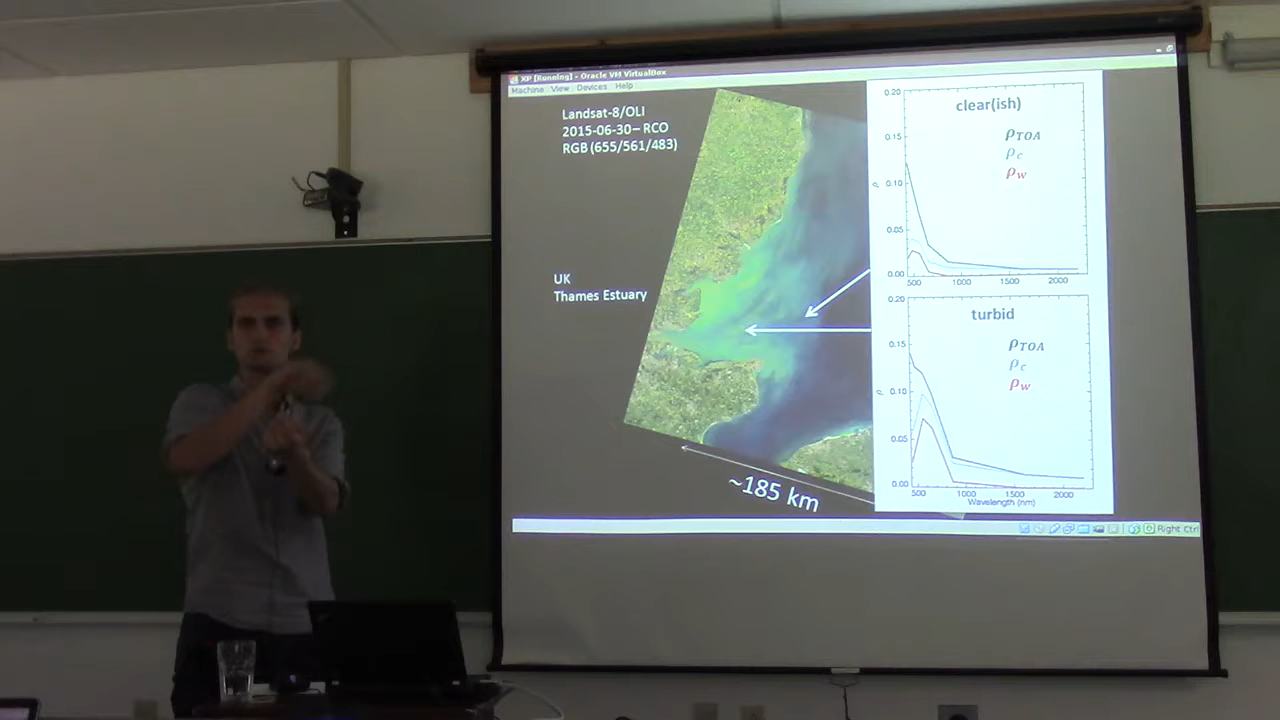 XP [Running] - Oracle VM VirtualBox
Machine View Devices Help
Landsat-8/OLI
2015-06-30 – RCO
RGB (655/561/483)
UK
Thames Estuary
~185 km
clear(ish)
ρTOA
ρc
ρw
0.20
0.15
0.10
0.05
0.00
ρ
500 1000 1500 2000
turbid
ρTOA
ρc
ρw
0.20
0.15
0.10
0.05
0.00
ρ
500 1000 1500 2000
Wavelength (nm)
Right Ctrl